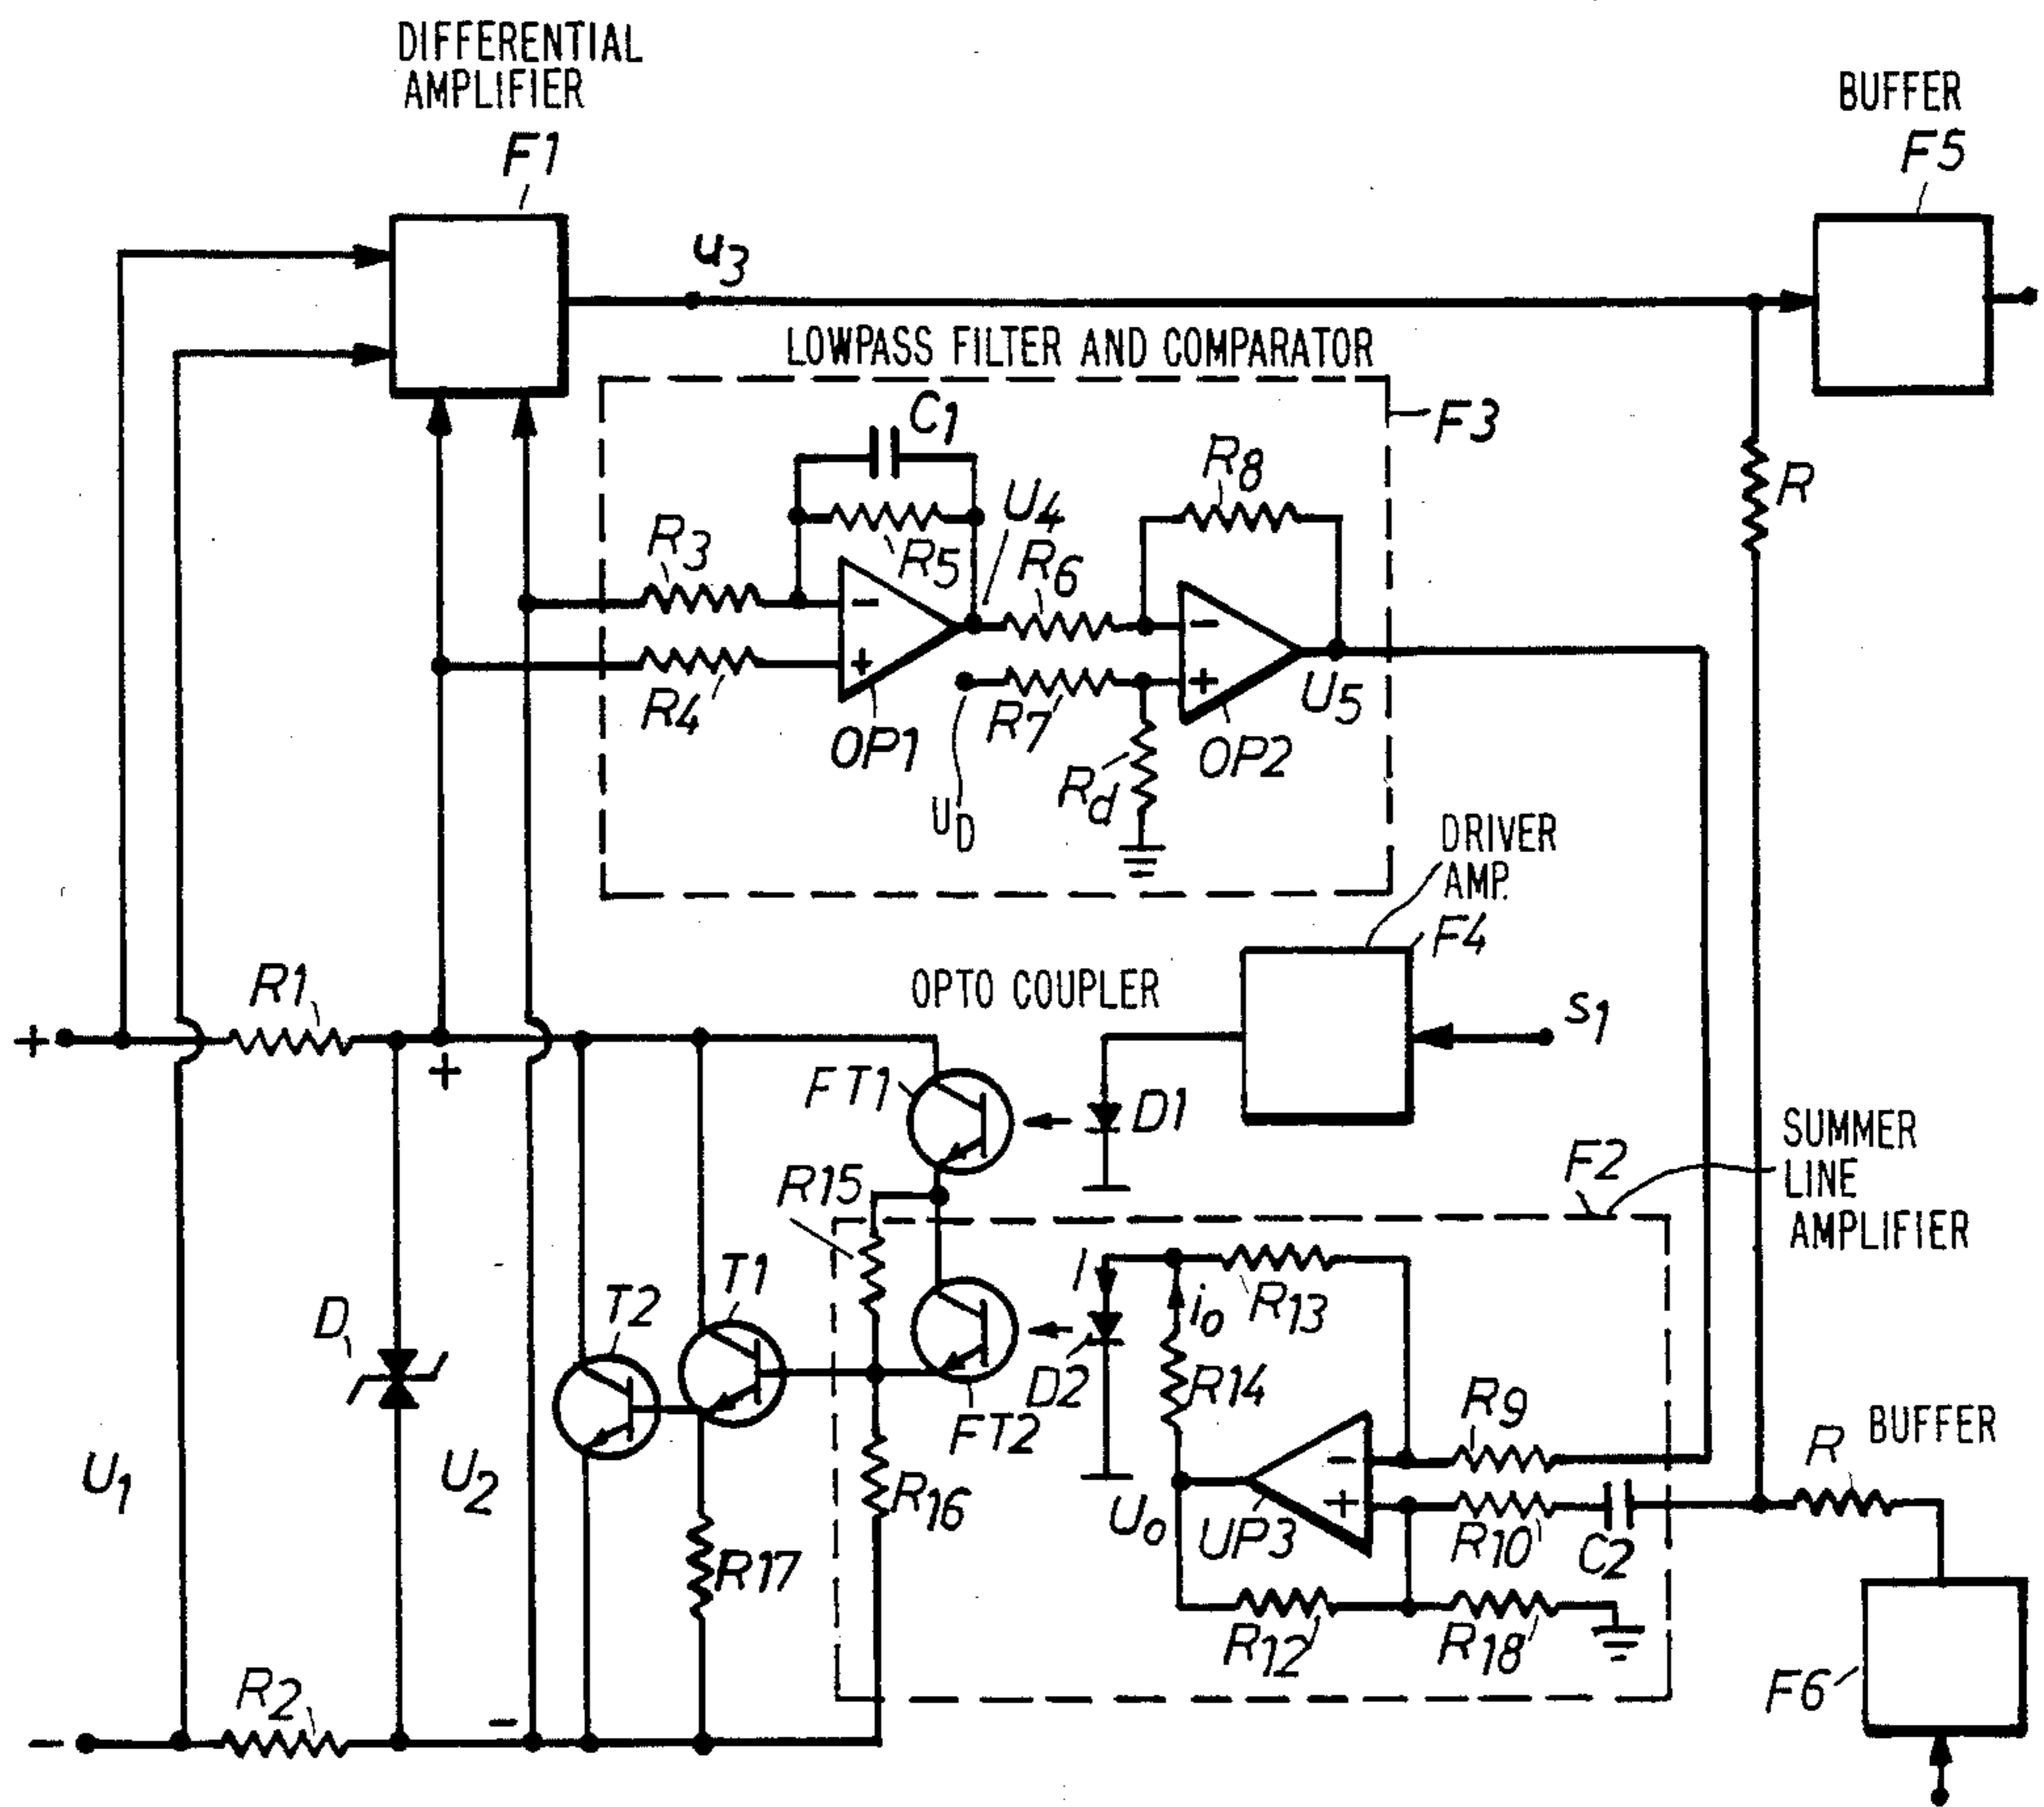 DIFFERENTIAL
AMPLIFIER
F1
BUFFER
F5
u3
LOWPASS FILTER AND COMPARATOR
F3
C1
R8
R
R3
R5
U4
R6
-
-
+
+
R4
OP1
R7
U5
OP2
Rd
UD
DRIVER
AMP.
F4
R1
OPTO COUPLER
S1
+
+
FT1
D1
SUMMER
LINE
AMPLIFIER
F2
R15
I
io
R13
T1
T2
D
D2
R14
R9
BUFFER
R
FT2
U1
U2
R16
-
+
Uo
UP3
R10
C2
R17
R12
R18
F6
R2
-
-